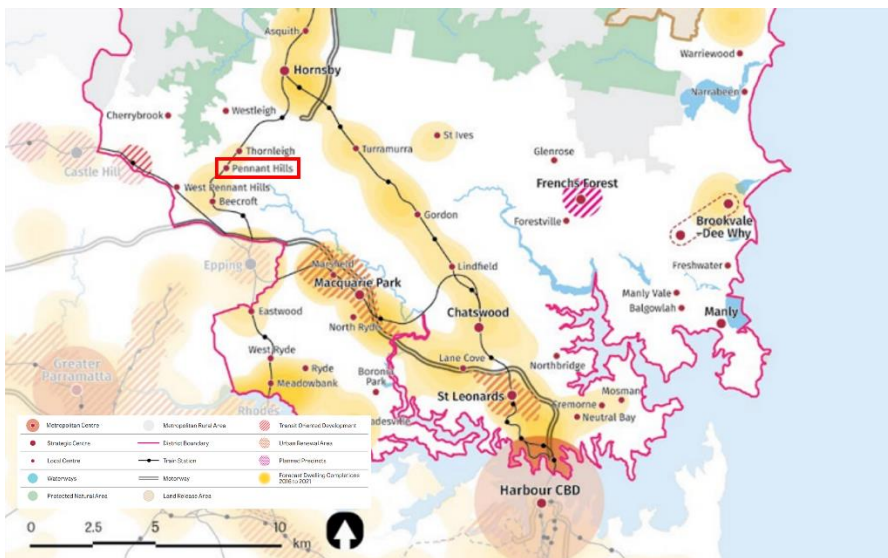 Asquith
Hornsby
Warriewood
Narrabeen
Cherrybrook
Westleigh
St Ives
Thornleigh
Turramurra
Glenrose
Castle Hill
Pennant Hills
Frenchs Forest
West Pennant Hills
Beecroft
Gordon
Forestville
Brookvale
-Dee Why
Epping
Marsfield
Lindfield
Freshwater
Macquarie Park
Manly Vale
Balgowlah
Manly
Eastwood
North Ryde
Chatswood
West Ryde
Lane Cove
Northbridge
Greater
Parramatta
Ryde
Boronia
Park
Meadowbank
St Leonards
Mosman
Cremorne
Neutral Bay
Rhodes
Metropolitan Centre
Metropolitan Rural Area
Transit Oriented Development
Strategic Centre
District Boundary
Urban Renewal Area
Local Centre
Train Station
Planned Precincts
Waterways
Motorway
Forecast Dwelling Completions
2016 to 2021
Protected Natural Area
Land Release Area
Harbour CBD
0
2.5
5
10
km